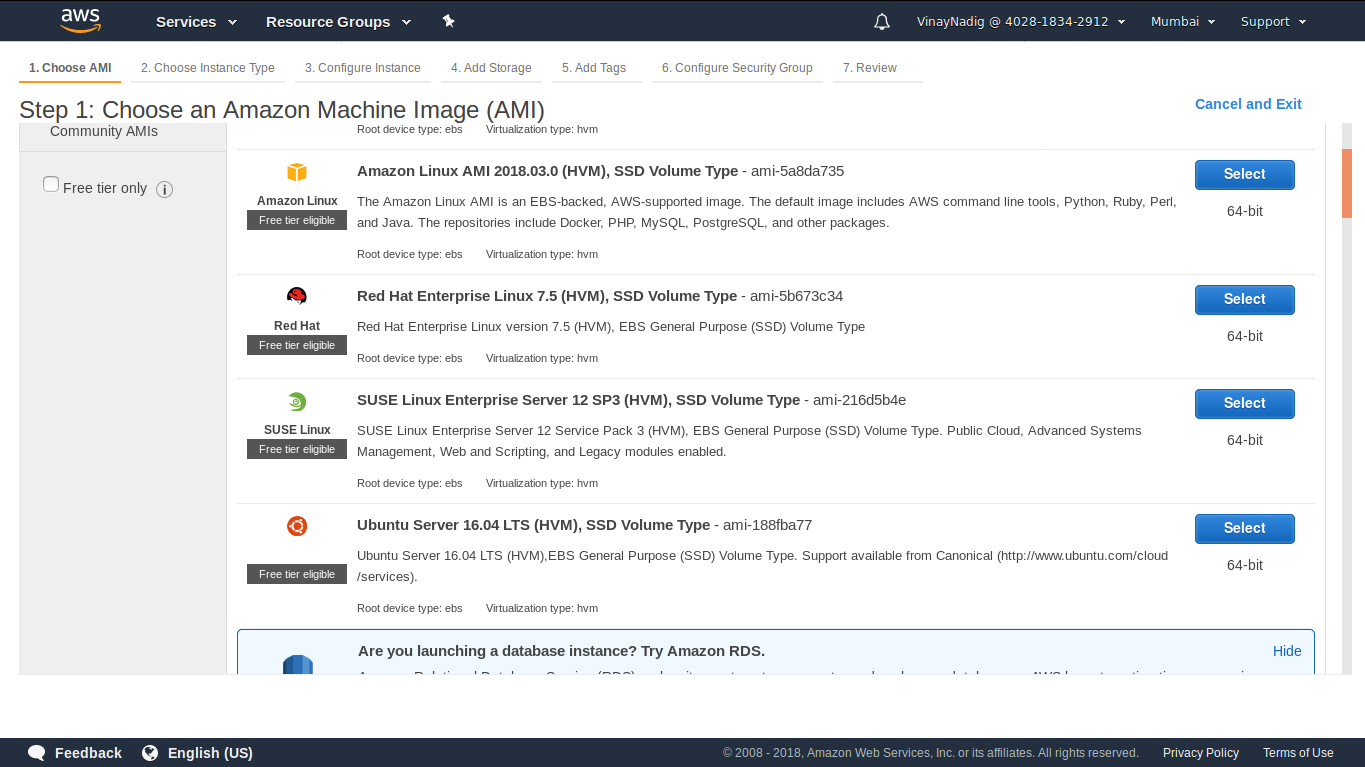 aws Services Resource Groups VinayNadig @ 4028-1834-2912 Mumbai Support
1. Choose AMI 2. Choose Instance Type 3. Configure Instance 4. Add Storage 5. Add Tags 6. Configure Security Group 7. Review
Step 1: Choose an Amazon Machine Image (AMI)
Cancel and Exit
Community AMIs
Free tier only
Root device type: ebs Virtualization type: hvm
Amazon Linux
Free tier eligible
Amazon Linux AMI 2018.03.0 (HVM), SSD Volume Type - ami-5a8da735
The Amazon Linux AMI is an EBS-backed, AWS-supported image. The default image includes AWS command line tools, Python, Ruby, Perl,
and Java. The repositories include Docker, PHP, MySQL, PostgreSQL, and other packages.
Root device type: ebs Virtualization type: hvm
Select
64-bit
Red Hat
Free tier eligible
Red Hat Enterprise Linux 7.5 (HVM), SSD Volume Type - ami-5b673c34
Red Hat Enterprise Linux version 7.5 (HVM), EBS General Purpose (SSD) Volume Type
Root device type: ebs Virtualization type: hvm
Select
64-bit
SUSE Linux
Free tier eligible
SUSE Linux Enterprise Server 12 SP3 (HVM), SSD Volume Type - ami-216d5b4e
SUSE Linux Enterprise Server 12 Service Pack 3 (HVM), EBS General Purpose (SSD) Volume Type. Public Cloud, Advanced Systems
Management, Web and Scripting, and Legacy modules enabled.
Root device type: ebs Virtualization type: hvm
Select
64-bit
Free tier eligible
Ubuntu Server 16.04 LTS (HVM), SSD Volume Type - ami-188fba77
Ubuntu Server 16.04 LTS (HVM),EBS General Purpose (SSD) Volume Type. Support available from Canonical (http://www.ubuntu.com/cloud
/services).
Root device type: ebs Virtualization type: hvm
Select
64-bit
Are you launching a database instance? Try Amazon RDS.
Hide
Feedback English (US) © 2008 - 2018, Amazon Web Services, Inc. or its affiliates. All rights reserved. Privacy Policy Terms of Use